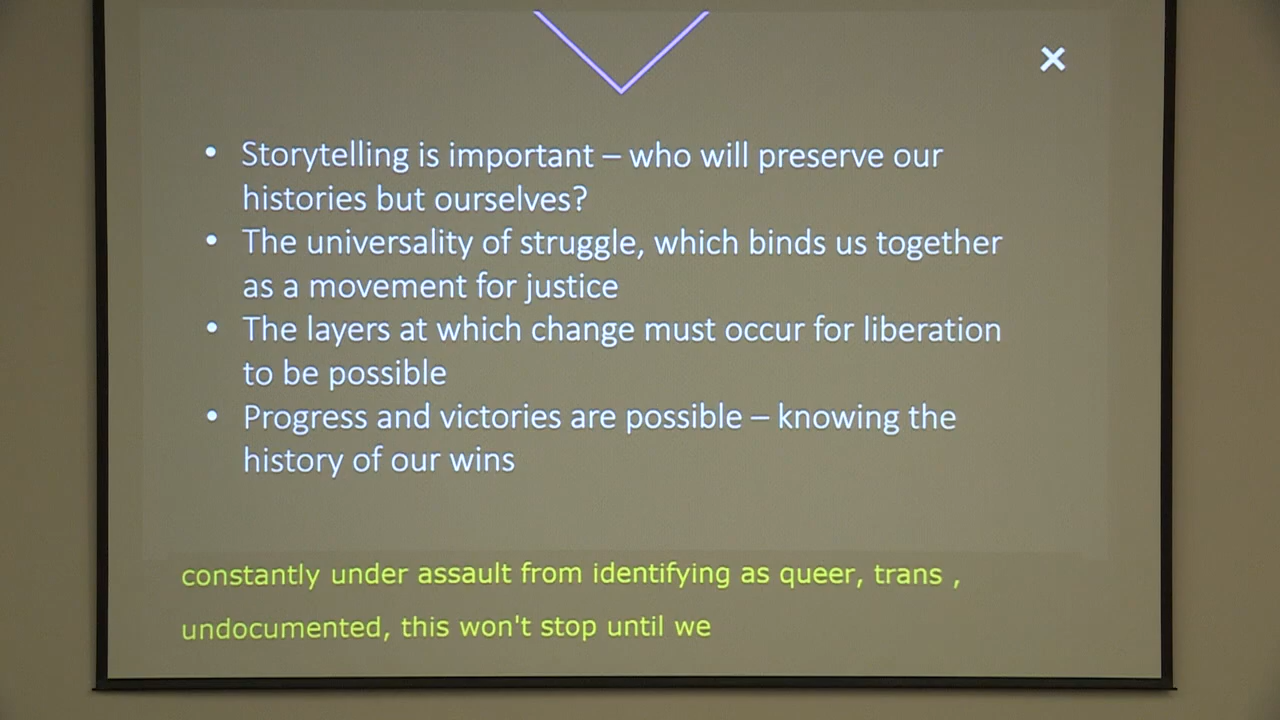 • Storytelling is important – who will preserve our
histories but ourselves?
• The universality of struggle, which binds us together
as a movement for justice
• The layers at which change must occur for liberation
to be possible
• Progress and victories are possible – knowing the
history of our wins
constantly under assault from identifying as queer, trans ,
undocumented, this won't stop until we